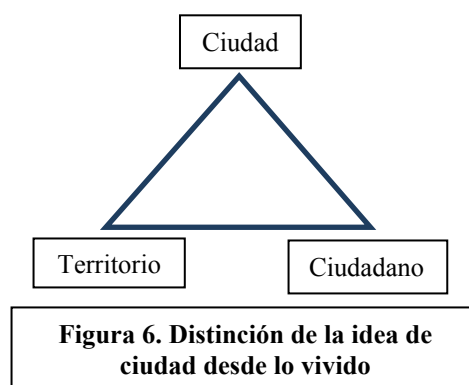 Ciudad
Territorio
Ciudadano
Figura 6. Distinción de la idea de
ciudad desde lo vivido